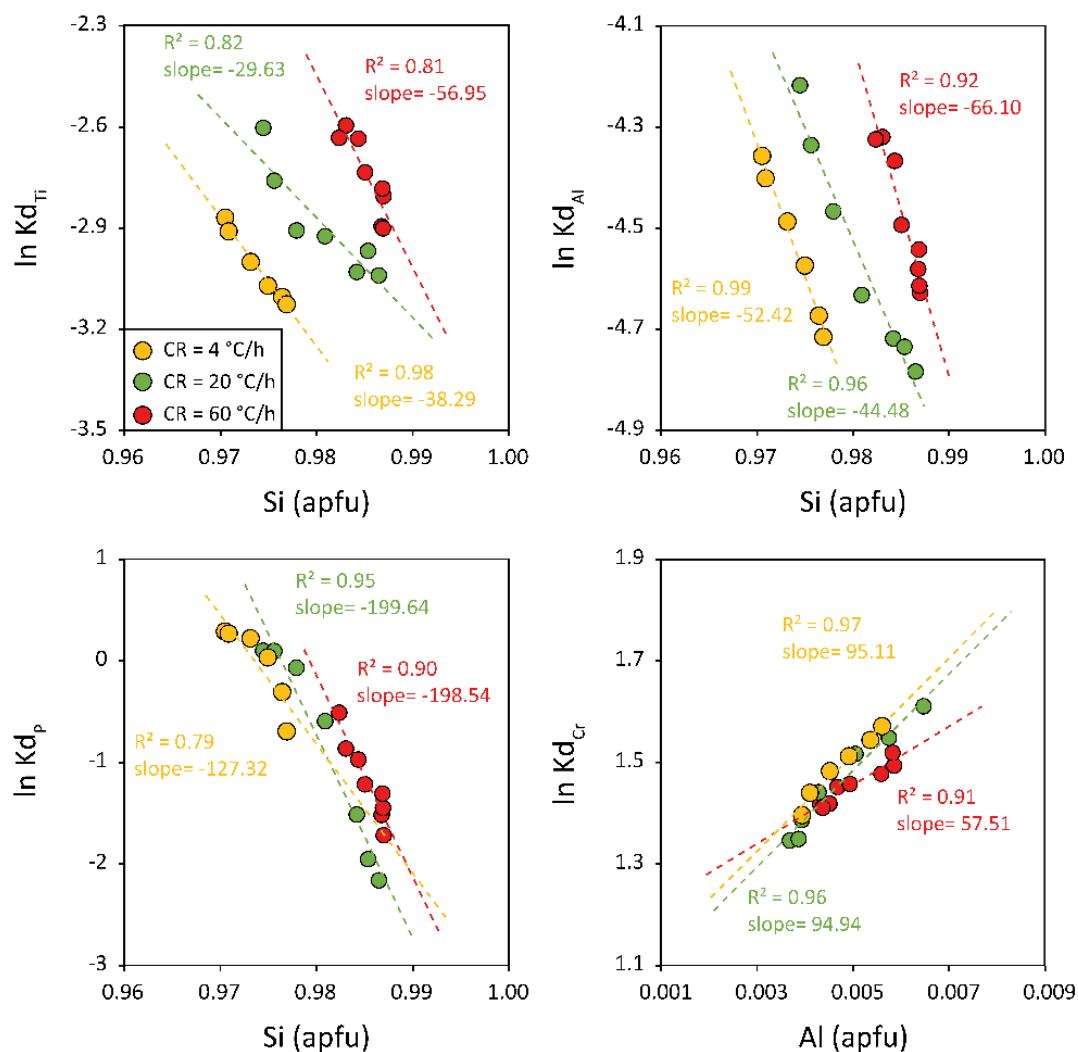 -2.3
R² = 0.82
slope= -29.63
R² = 0.81
slope= -56.95
-2.6
ln Kd_Ti
-2.9
-3.2
CR = 4 °C/h
CR = 20 °C/h
CR = 60 °C/h
R² = 0.98
slope= -38.29
-3.5
0.96 0.97 0.98 0.99 1.00
Si (apfu)
-4.1
R² = 0.92
slope= -66.10
-4.3
ln Kd_Al
-4.5
R² = 0.99
slope= -52.42
-4.7
R² = 0.96
slope= -44.48
-4.9
0.96 0.97 0.98 0.99 1.00
Si (apfu)
1
R² = 0.95
slope= -199.64
0
R² = 0.90
slope= -198.54
ln Kd_P
-1
R² = 0.79
slope= -127.32
-2
-3
0.96 0.97 0.98 0.99 1.00
Si (apfu)
1.9
R² = 0.97
slope= 95.11
1.7
ln Kd_Cr
1.5
R² = 0.91
slope= 57.51
1.3
R² = 0.96
slope= 94.94
1.1
0.001 0.003 0.005 0.007 0.009
Al (apfu)